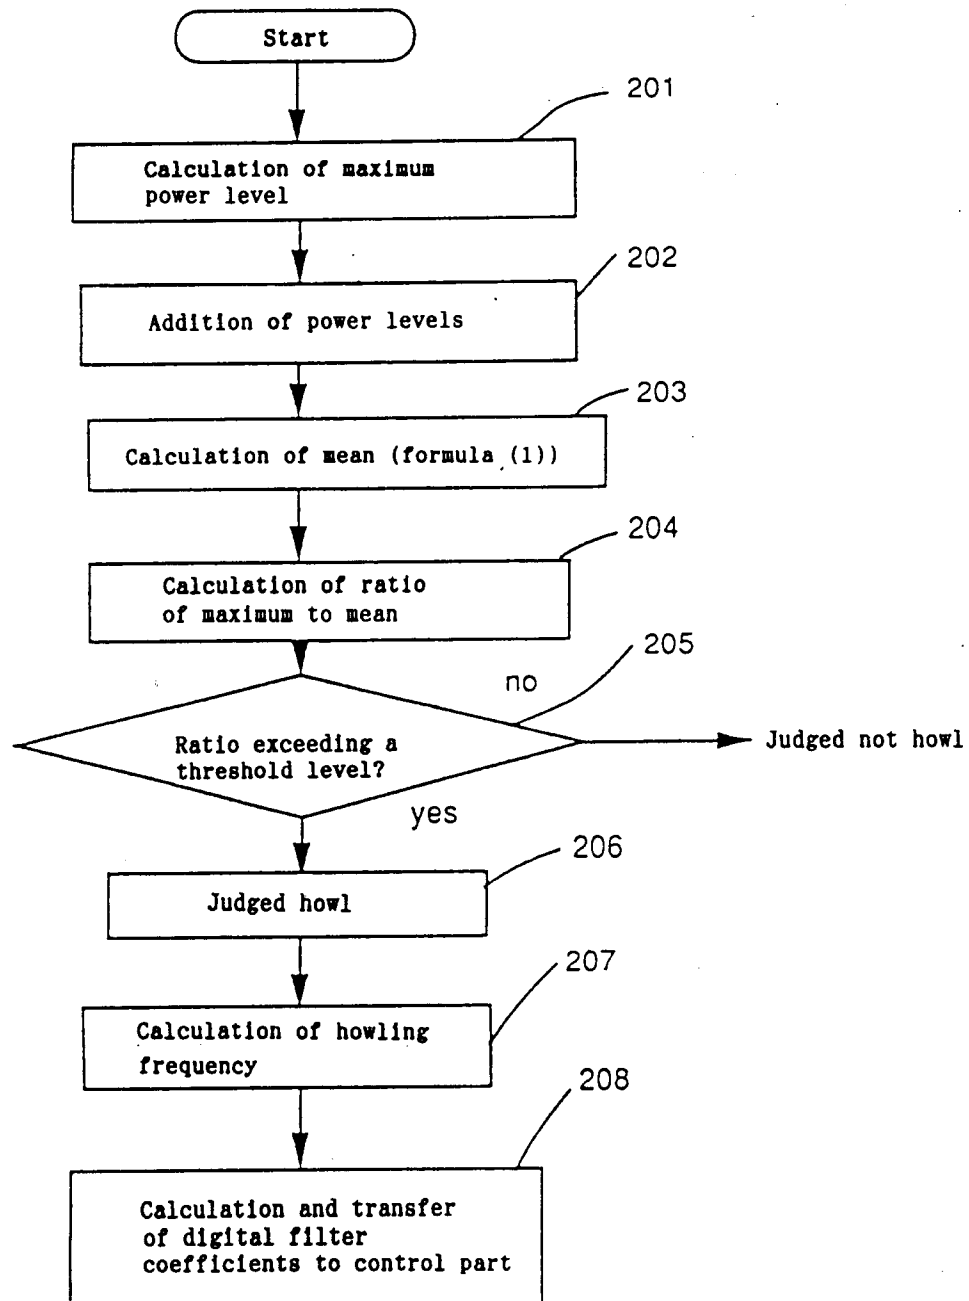 Start
201
Calculation of maximum
power level
202
Addition of power levels
203
Calculation of mean (formula (1))
204
Calculation of ratio
of maximum to mean
205
no
Ratio exceeding a
threshold level?
Judged not howl
yes
206
Judged howl
207
Calculation of howling
frequency
208
Calculation and transfer
of digital filter
coefficients to control part